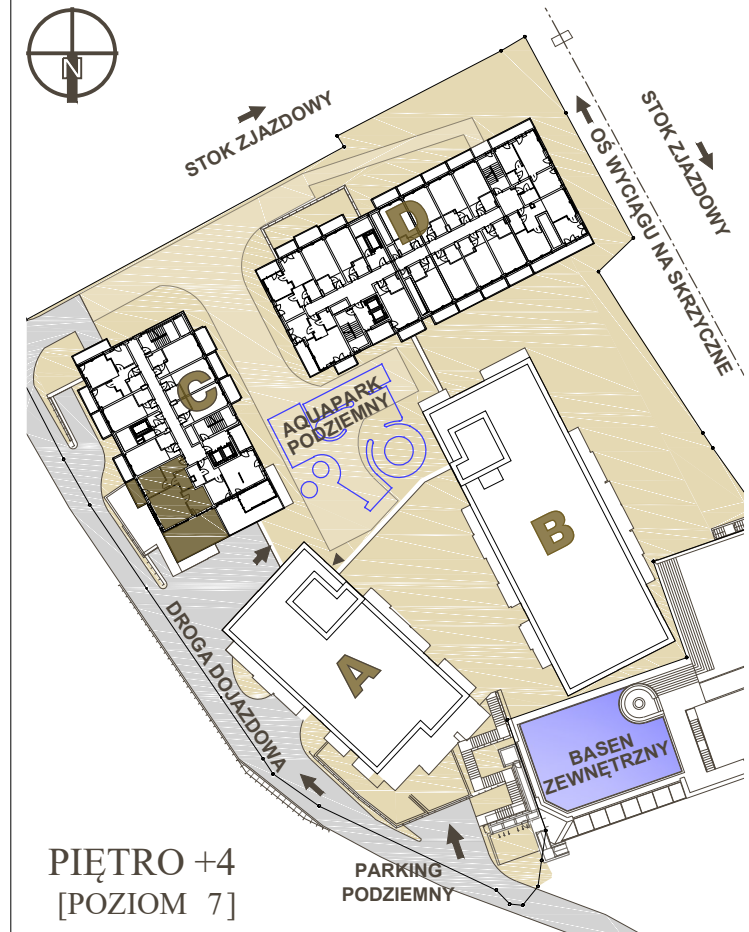 N
STOK ZJAZDOWY
STOK ZJAZDOWY
OŚ WYCIĄGU NA SKRZYCZNE
D
C
AQUAPARK
PODZIEMNY
B
A
DROGA DOJAZDOWA
BASEN
ZEWNĘTRZNY
PARKING
PODZIEMNY
PIĘTRO +4
[POZIOM 7]